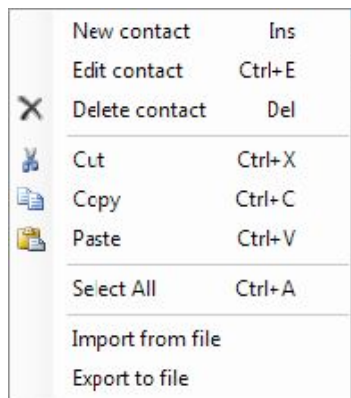 New contact Ins
Edit contact Ctrl+E
Delete contact Del
Cut Ctrl+X
Copy Ctrl+C
Paste Ctrl+V
Select All Ctrl+A
Import from file
Export to file